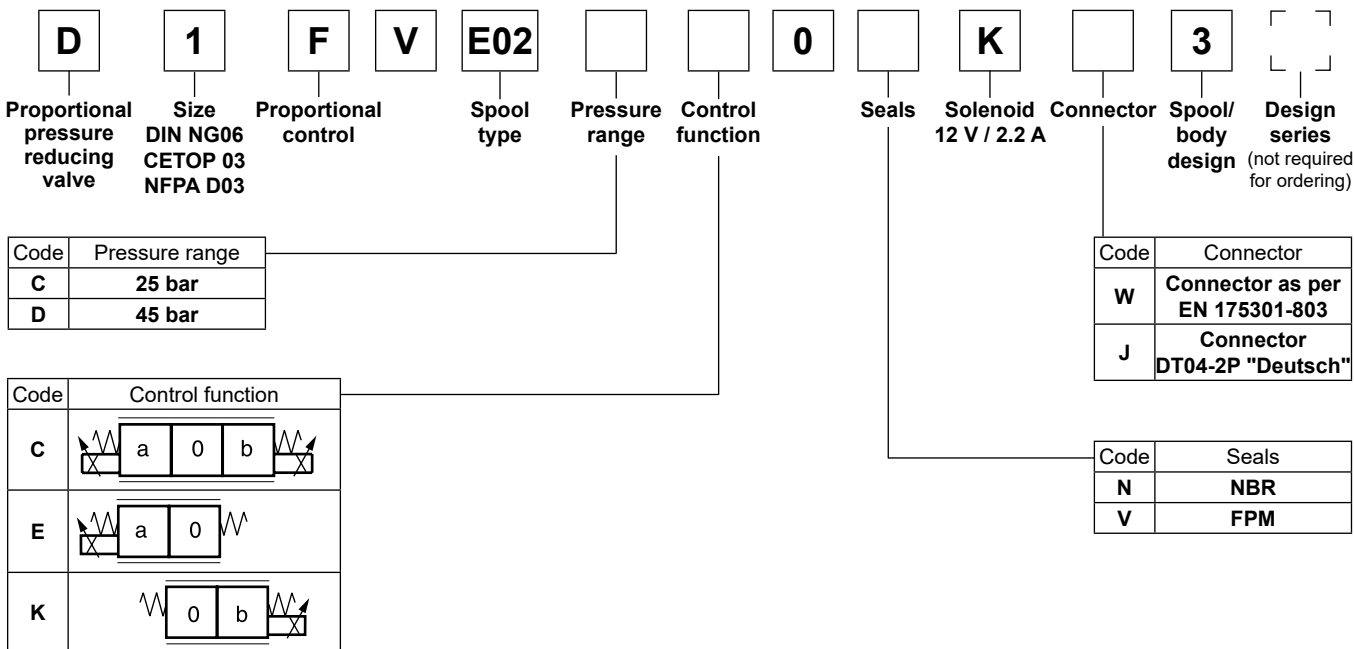 D 1 F V E02 0 K 3
Proportional pressure reducing valve
Size DIN NG06 CETOP 03 NFPA D03
Proportional control
Spool type
Pressure range
Control function
Seals
Solenoid 12 V / 2.2 A
Connector
Spool/ body design
Design series (not required for ordering)
Code Pressure range
C 25 bar
D 45 bar
Code Connector
W Connector as per EN 175301-803
J Connector DT04-2P "Deutsch"
Code Control function
C a 0 b
E a 0
K 0 b
Code Seals
N NBR
V FPM